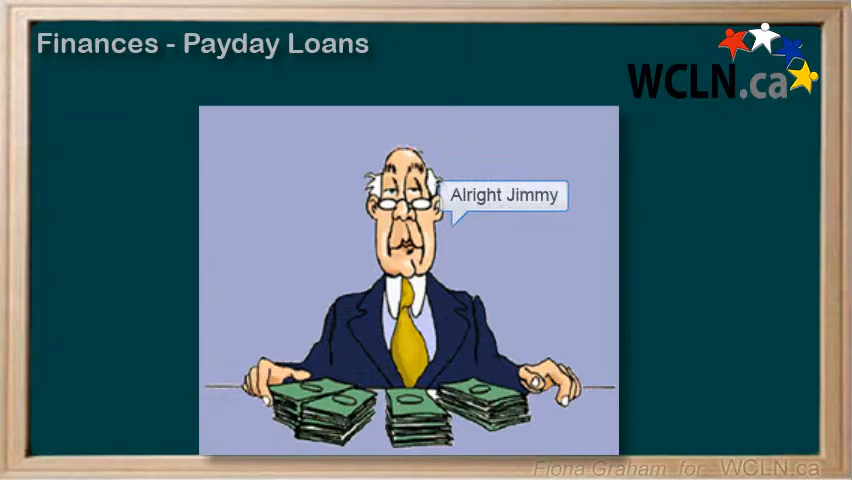 Finances - Payday Loans
WCLN.ca
Alright Jimmy
Fiona Graham for WCLN.ca